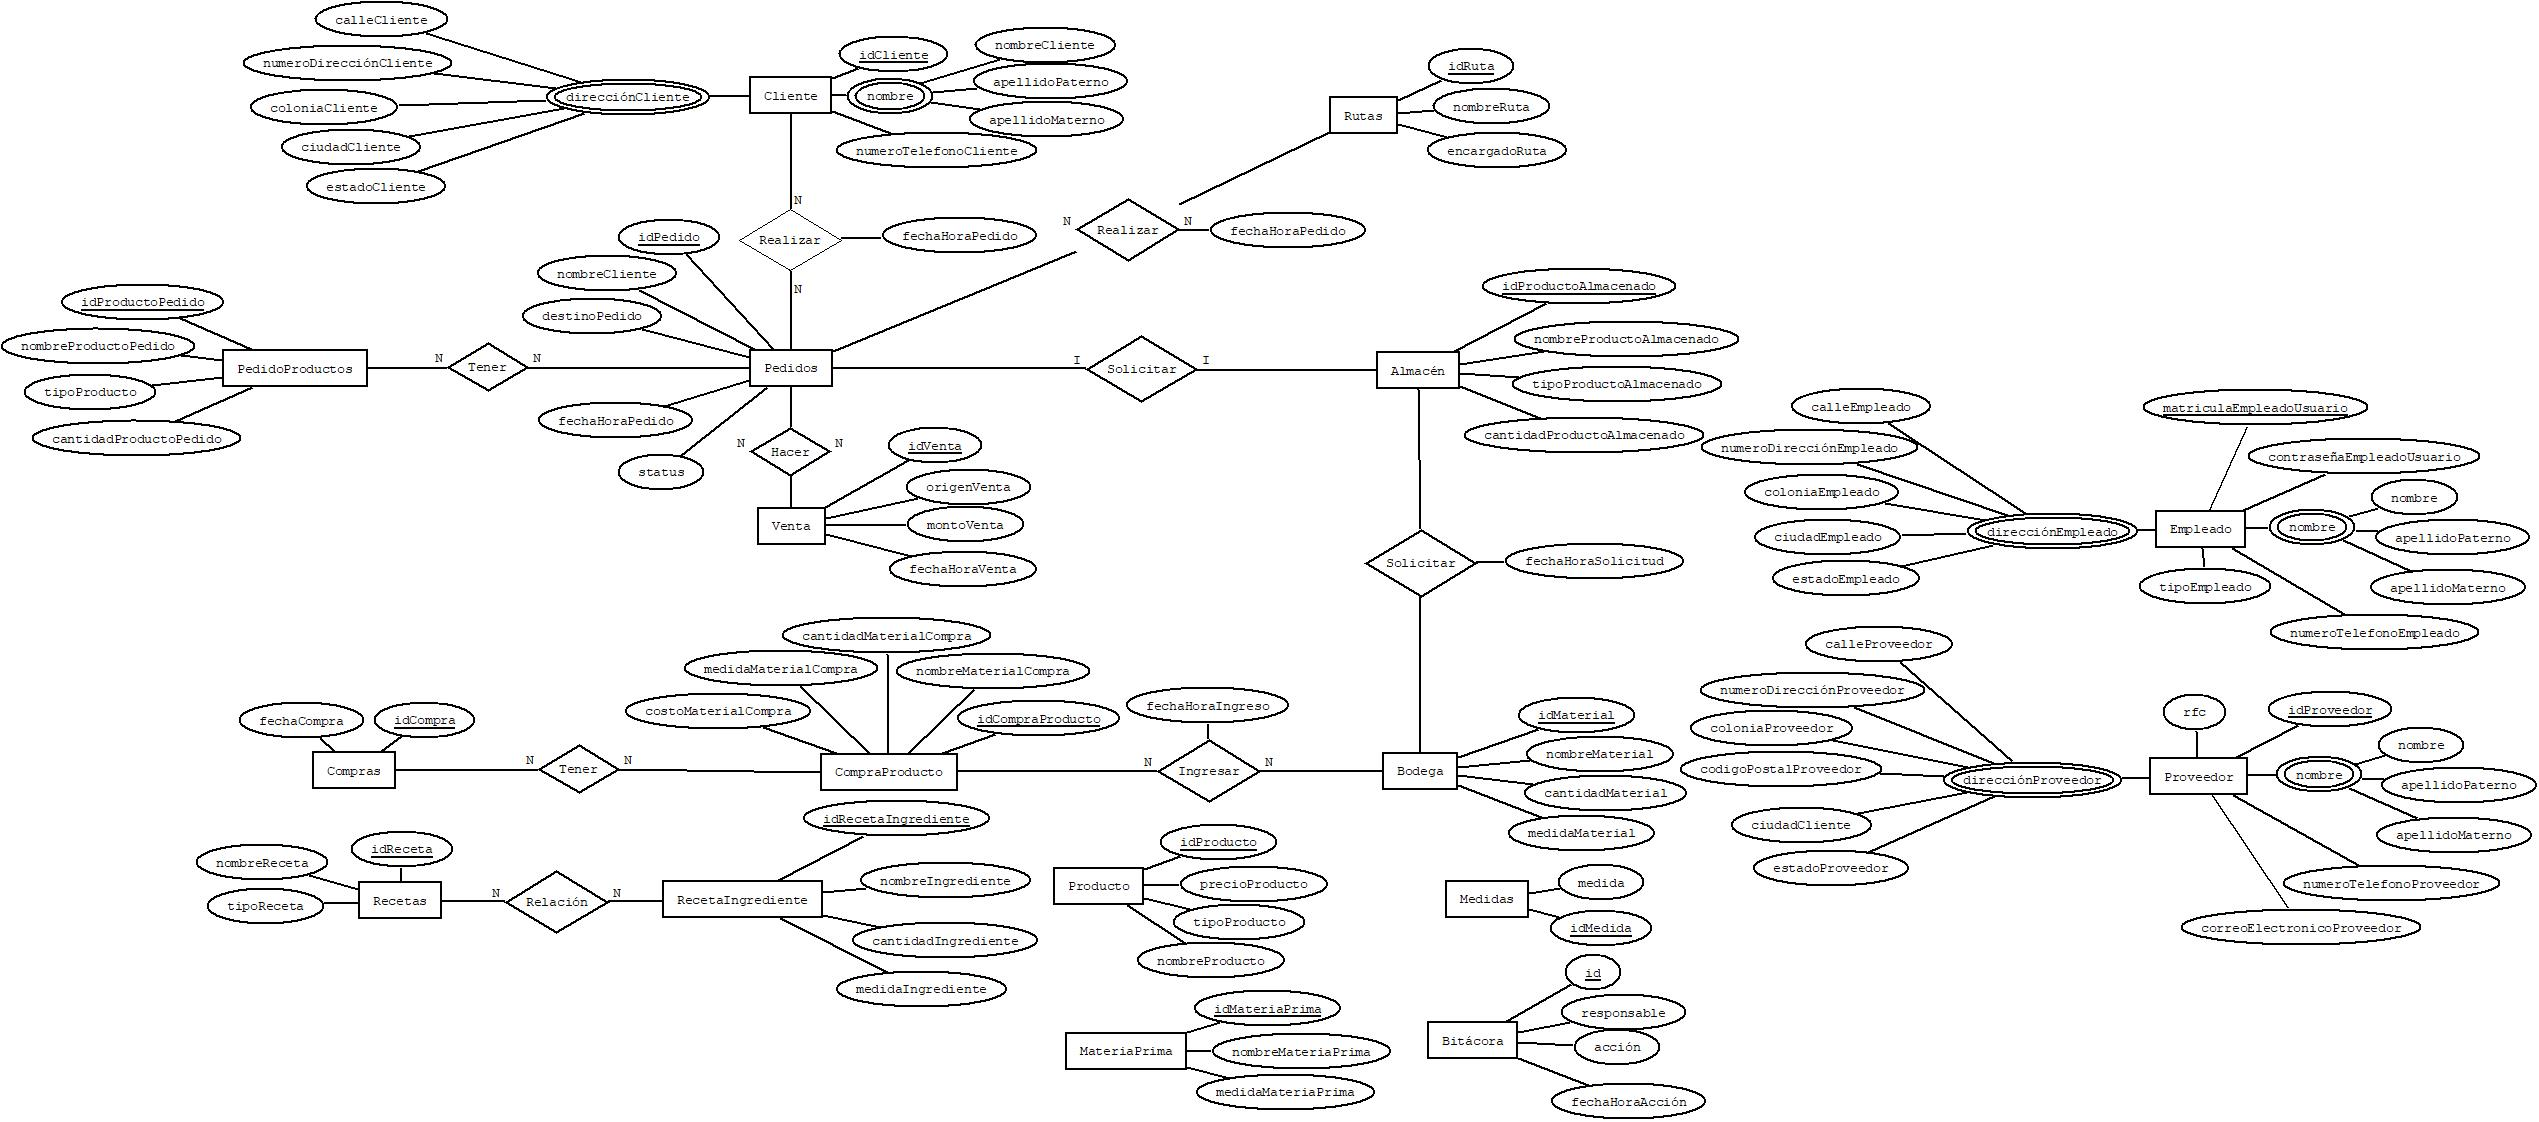 calleCliente
numeroDirecciónCliente
coloniaCliente
ciudadCliente
estadoCliente
direcciónCliente
Cliente
idCliente
nombre
nombreCliente
apellidoPaterno
apellidoMaterno
numeroTelefonoCliente
idRuta
nombreRuta
encargadoRuta
Rutas
N
Realizar
fechaHoraPedido
N
N
Realizar
N
fechaHoraPedido
idPedido
nombreCliente
destinoPedido
Pedidos
fechaHoraPedido
status
idProductoPedido
nombreProductoPedido
tipoProducto
cantidadProductoPedido
PedidoProductos
N
Tener
N
I
Solicitar
I
Almacén
idProductoAlmacenado
nombreProductoAlmacenado
tipoProductoAlmacenado
cantidadProductoAlmacenado
N
Hacer
N
Venta
idVenta
origenVenta
montoVenta
fechaHoraVenta
Solicitar
fechaHoraSolicitud
calleEmpleado
numeroDirecciónEmpleado
coloniaEmpleado
ciudadEmpleado
estadoEmpleado
direcciónEmpleado
Empleado
matriculaEmpleadoUsuario
contraseñaEmpleadoUsuario
nombre
nombre
apellidoPaterno
apellidoMaterno
tipoEmpleado
numeroTelefonoEmpleado
fechaCompra
idCompra
Compras
N
Tener
N
costoMaterialCompra
medidaMaterialCompra
cantidadMaterialCompra
nombreMaterialCompra
idCompraProducto
CompraProducto
fechaHoraIngreso
N
Ingresar
N
Bodega
idMaterial
nombreMaterial
cantidadMaterial
medidaMaterial
calleProveedor
numeroDirecciónProveedor
coloniaProveedor
codigoPostalProveedor
ciudadCliente
estadoProveedor
direcciónProveedor
Proveedor
rfc
idProveedor
nombre
nombre
apellidoPaterno
apellidoMaterno
numeroTelefonoProveedor
correoElectronicoProveedor
nombreReceta
idReceta
tipoReceta
Recetas
N
Relación
N
RecetaIngrediente
idRecetaIngrediente
nombreIngrediente
cantidadIngrediente
medidaIngrediente
Producto
idProducto
precioProducto
tipoProducto
nombreProducto
Medidas
medida
idMedida
MateriaPrima
idMateriaPrima
nombreMateriaPrima
medidaMateriaPrima
Bitácora
id
responsable
acción
fechaHoraAcción